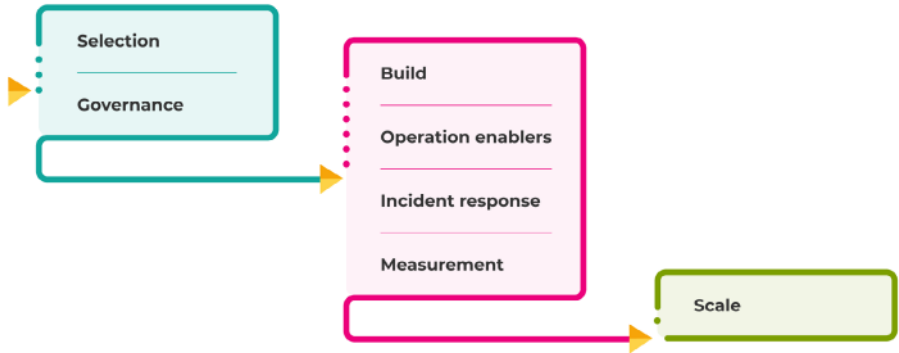 Selection
Governance
Build
Operation enablers
Incident response
Measurement
Scale